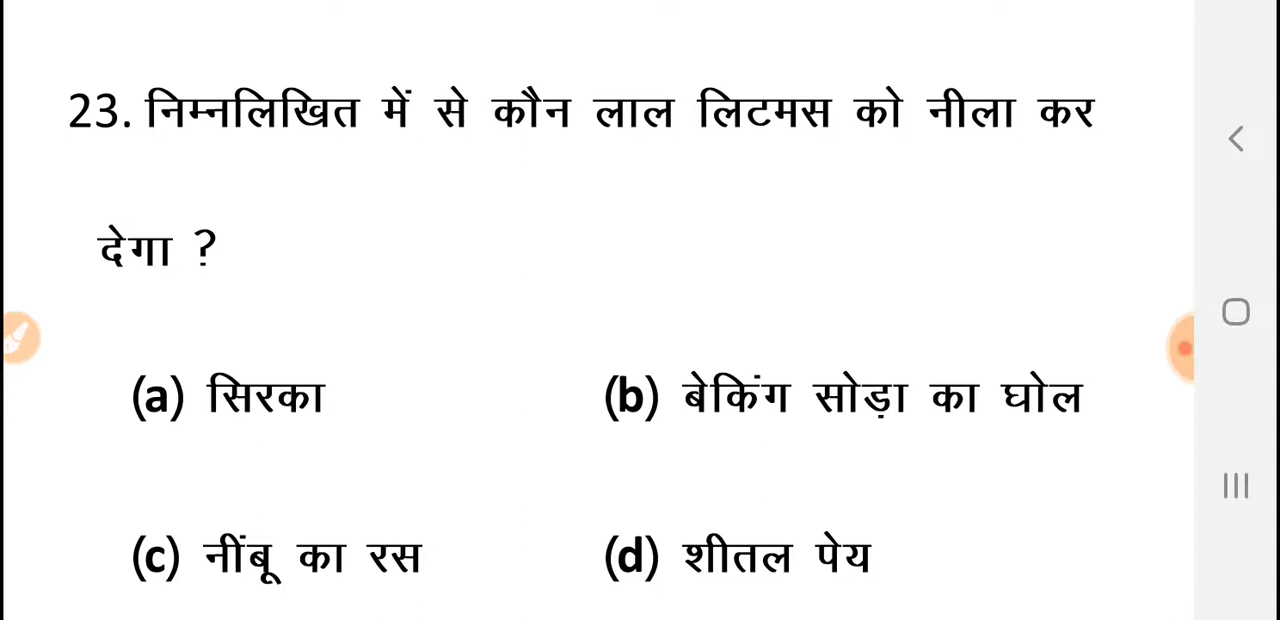 23. निम्नलिखित में से कौन लाल लिटमस को नीला कर
देगा ?
(a) सिरका (b) बेकिंग सोड़ा का घोल
(c) नींबू का रस (d) शीतल पेय